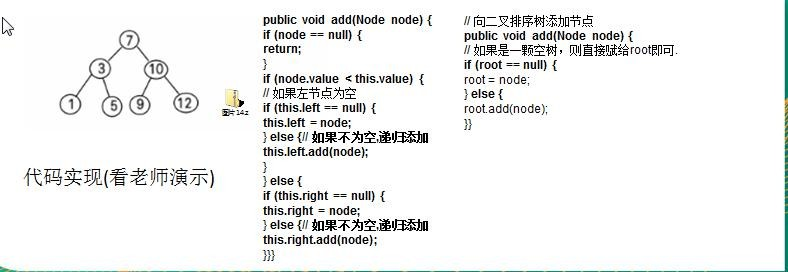 7
3
10
1
5
9
12
图片14.z
代码实现(看老师演示)
public void add(Node node) {
if (node == null) {
return;
}
if (node.value < this.value) {
// 如果左节点为空
if (this.left == null) {
this.left = node;
} else {// 如果不为空,递归添加
this.left.add(node);
}
} else {
if (this.right == null) {
this.right = node;
} else {// 如果不为空,递归添加
this.right.add(node);
}}}
// 向二叉排序树添加节点
public void add(Node node) {
// 如果是一颗空树，则直接赋给root即可.
if (root == null) {
root = node;
} else {
root.add(node);
}}